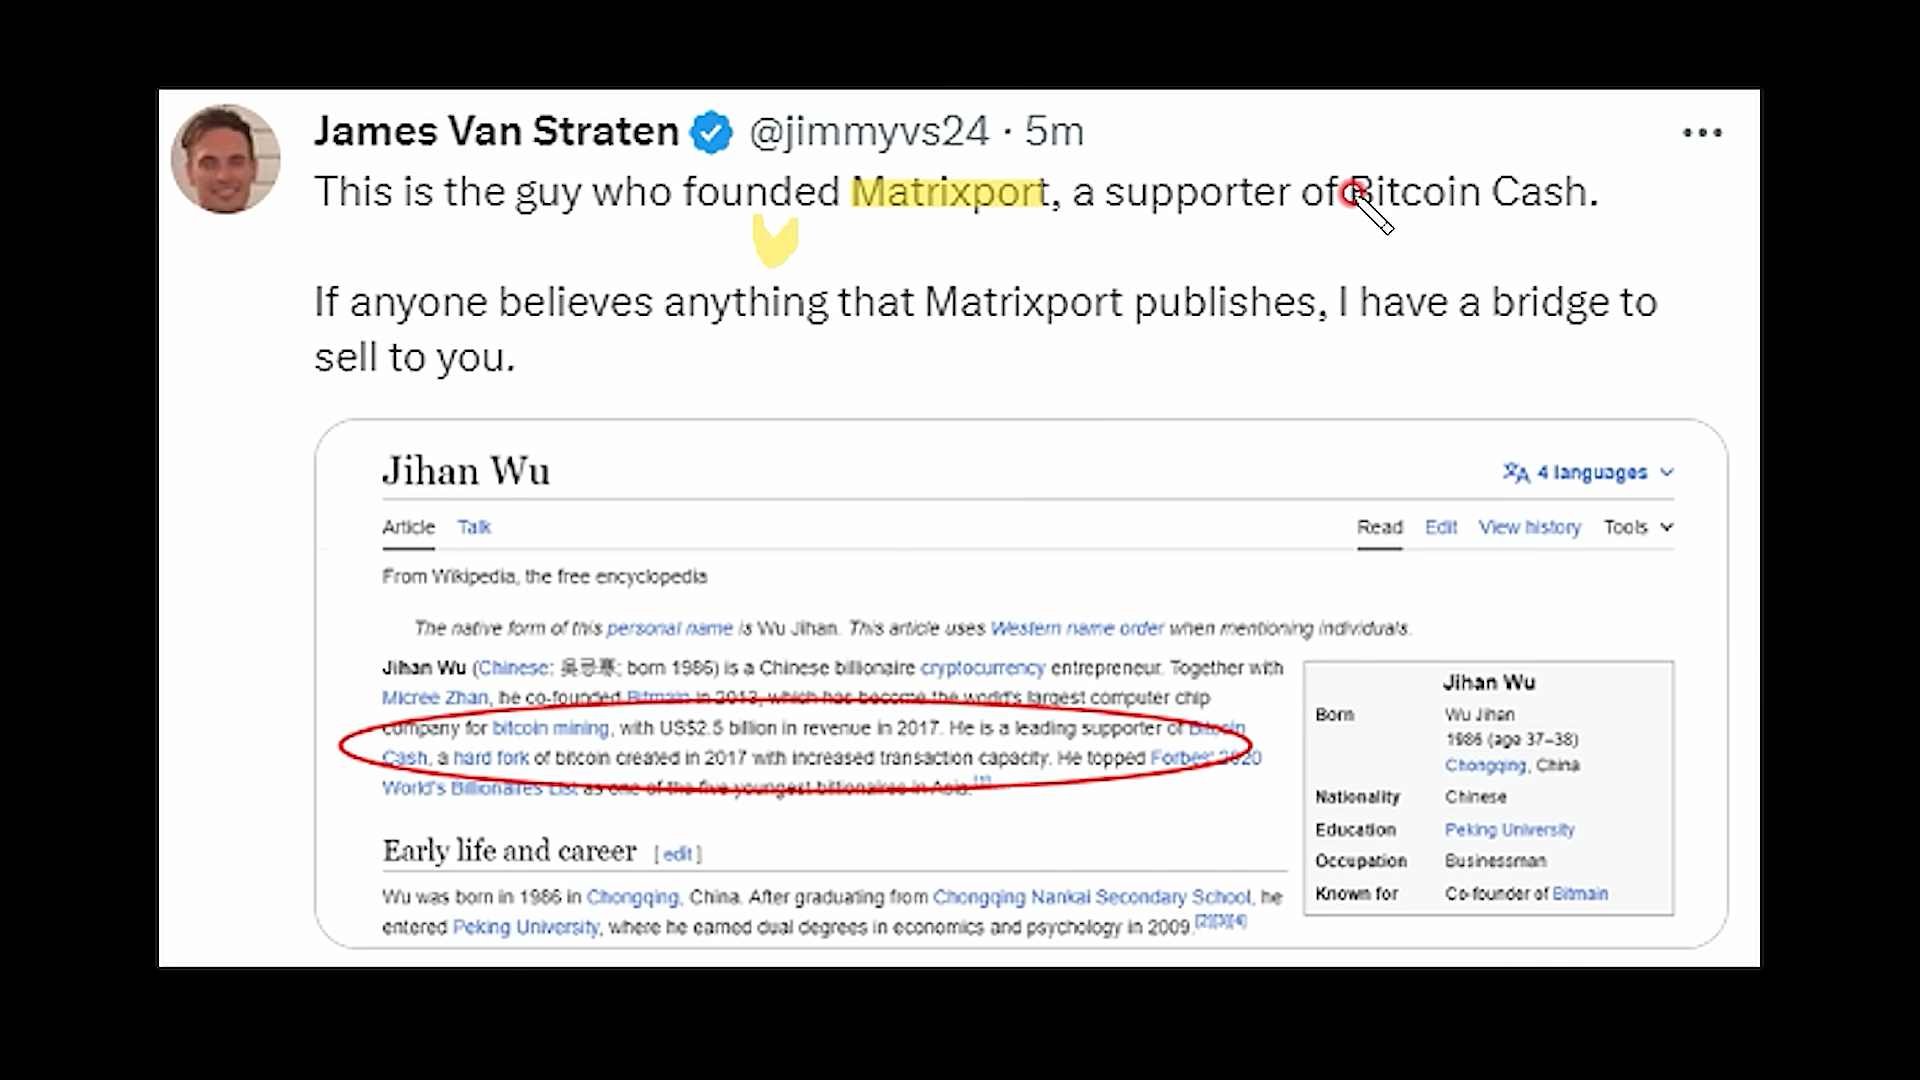 James Van Straten @jimmyvs24 · 5m
This is the guy who founded Matrixport, a supporter of Bitcoin Cash.
If anyone believes anything that Matrixport publishes, I have a bridge to
sell to you.
Jihan Wu
4 languages
Article Talk
Read Edit View history Tools
From Wikipedia, the free encyclopedia
The native form of this personal name is Wu Jihan. This article uses Western name order when mentioning individuals.
Jihan Wu (Chinese: 吳忌寒; born 1986) is a Chinese billionaire cryptocurrency entrepreneur. Together with
Micree Zhan, he co-founded Bitmain in 2013, which has become the world's largest computer chip
company for bitcoin mining, with US$2.5 billion in revenue in 2017. He is a leading supporter of Bitcoin
Cash, a hard fork of bitcoin created in 2017 with increased transaction capacity. He topped Forbes' 2020
World's Billionaires List as one of the five youngest billionaires in Asia.[1]
Early life and career [edit]
Wu was born in 1986 in Chongqing, China. After graduating from Chongqing Nankai Secondary School, he
entered Peking University, where he earned dual degrees in economics and psychology in 2009.[2][3][4]
Jihan Wu
Born Wu Jihan
1986 (age 37–38)
Chongqing, China
Nationality Chinese
Education Peking University
Occupation Businessman
Known for Co-founder of Bitmain